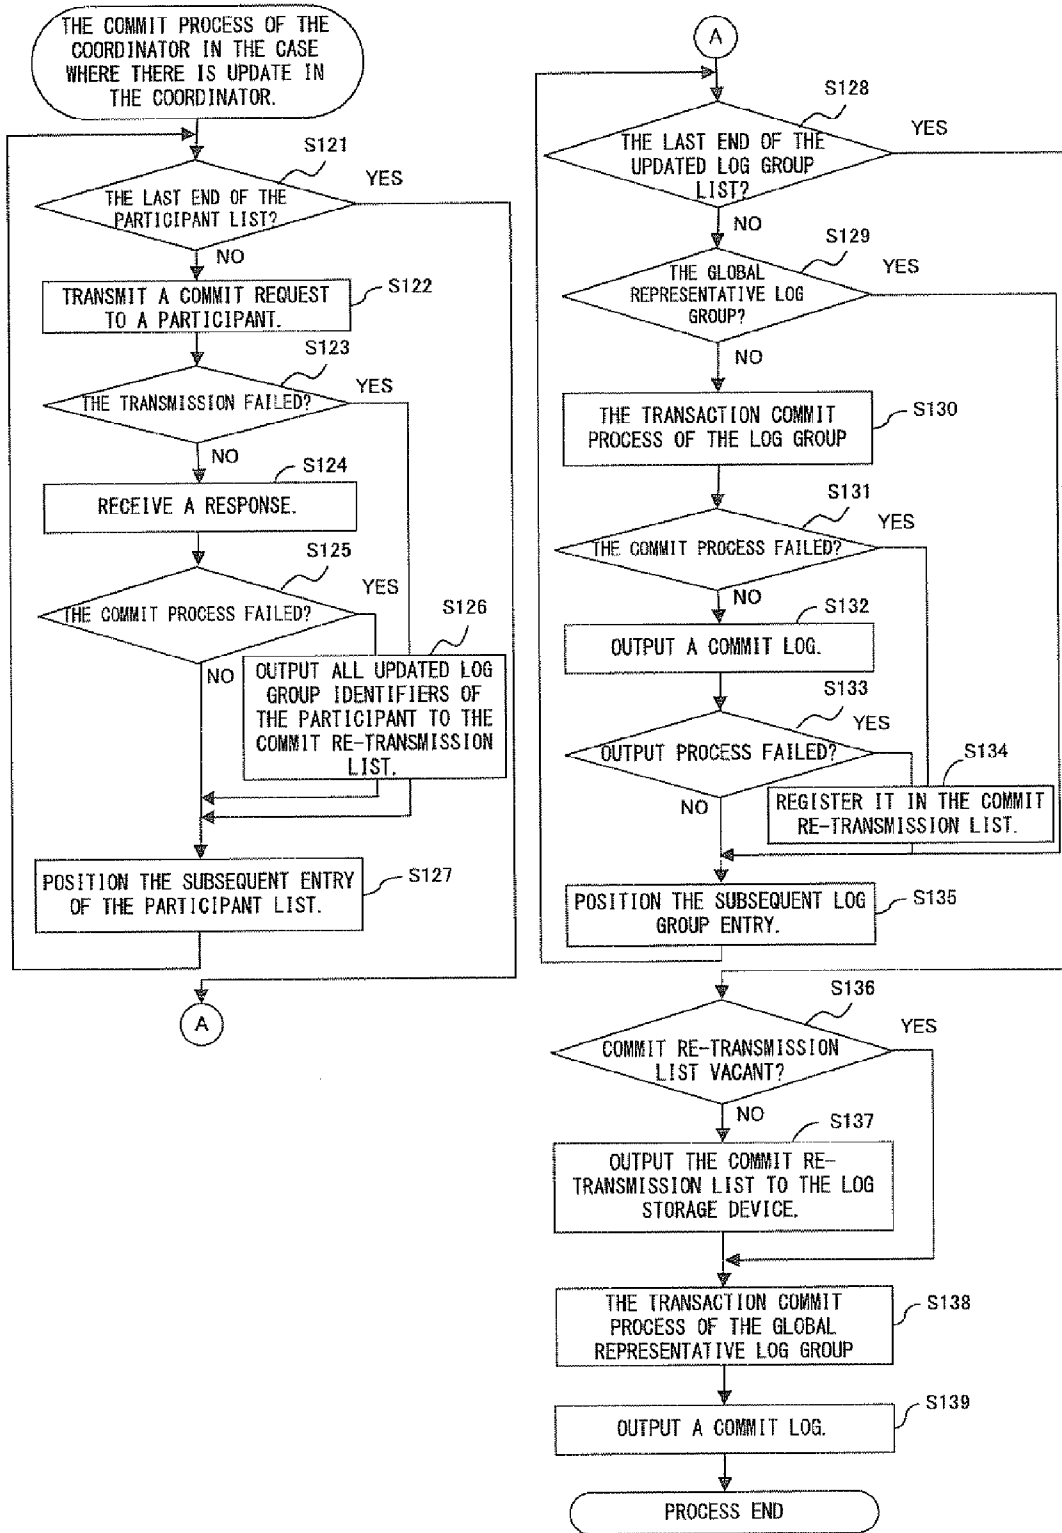 THE COMMIT PROCESS OF THE
COORDINATOR IN THE CASE
WHERE THERE IS UPDATE IN
THE COORDINATOR.
S121
YES
THE LAST END OF THE
PARTICIPANT LIST?
NO
TRANSMIT A COMMIT REQUEST
TO A PARTICIPANT.
S122
S123
YES
THE TRANSMISSION FAILED?
NO
S124
RECEIVE A RESPONSE.
S125
YES
THE COMMIT PROCESS FAILED?
NO
S126
OUTPUT ALL UPDATED LOG
GROUP IDENTIFIERS OF
THE PARTICIPANT TO THE
COMMIT RE-TRANSMISSION
LIST.
POSITION THE SUBSEQUENT ENTRY
OF THE PARTICIPANT LIST.
S127
A
A
S128
YES
THE LAST END OF THE
UPDATED LOG GROUP
LIST?
NO
S129
YES
THE GLOBAL
REPRESENTATIVE LOG
GROUP?
NO
THE TRANSACTION COMMIT
PROCESS OF THE LOG GROUP
S130
S131
YES
THE COMMIT PROCESS FAILED?
NO
S132
OUTPUT A COMMIT LOG.
S133
YES
OUTPUT PROCESS FAILED?
NO
S134
REGISTER IT IN THE COMMIT
RE-TRANSMISSION LIST.
POSITION THE SUBSEQUENT LOG
GROUP ENTRY.
S135
S136
YES
COMMIT RE-TRANSMISSION
LIST VACANT?
NO
S137
OUTPUT THE COMMIT RE-
TRANSMISSION LIST TO THE LOG
STORAGE DEVICE.
THE TRANSACTION COMMIT
PROCESS OF THE GLOBAL
REPRESENTATIVE LOG GROUP
S138
OUTPUT A COMMIT LOG.
S139
PROCESS END